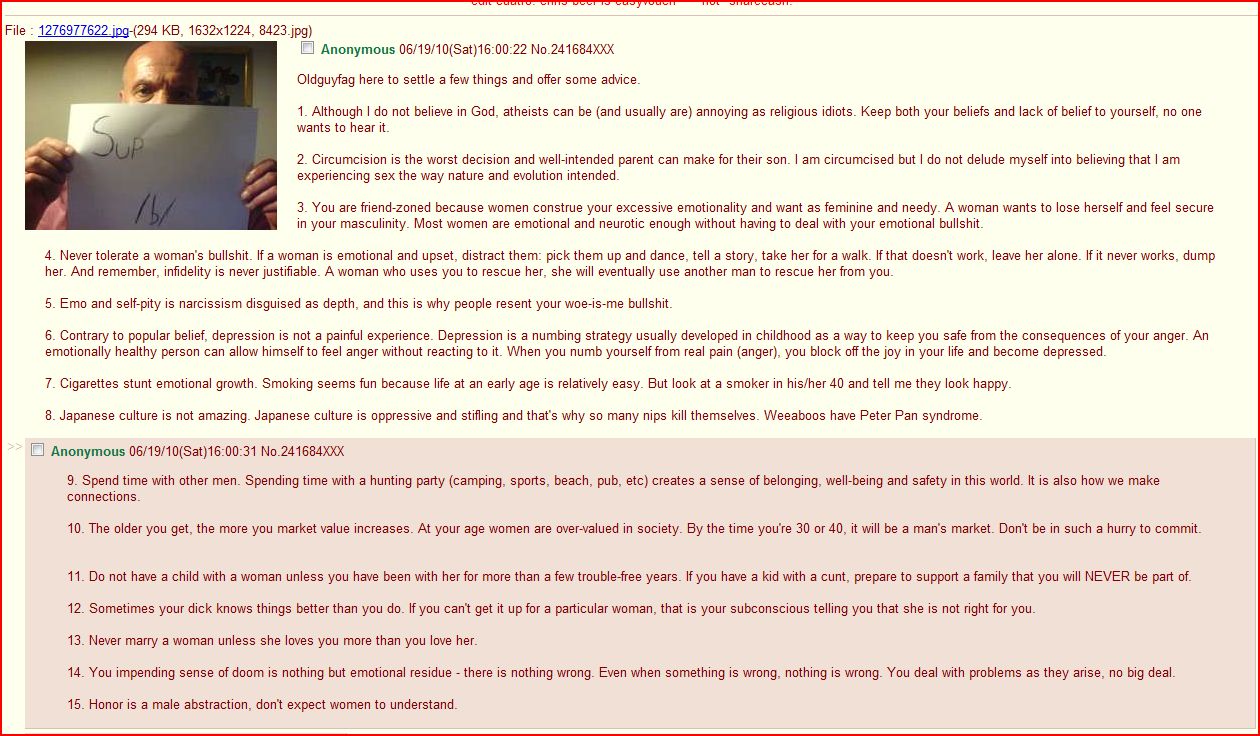 edit cuatro: chris beer is easyvouch not "sharecash."
File : 1276977622.jpg-(294 KB, 1632x1224, 8423.jpg)
Anonymous 06/19/10(Sat)16:00:22 No.241684XXX
Sup
/b/
Oldguyfag here to settle a few things and offer some advice.
1. Although I do not believe in God, atheists can be (and usually are) annoying as religious idiots. Keep both your beliefs and lack of belief to yourself, no one
wants to hear it.
2. Circumcision is the worst decision and well-intended parent can make for their son. I am circumcised but I do not delude myself into believing that I am
experiencing sex the way nature and evolution intended.
3. You are friend-zoned because women construe your excessive emotionality and want as feminine and needy. A woman wants to lose herself and feel secure
in your masculinity. Most women are emotional and neurotic enough without having to deal with your emotional bullshit.
4. Never tolerate a woman's bullshit. If a woman is emotional and upset, distract them: pick them up and dance, tell a story, take her for a walk. If that doesn't work, leave her alone. If it never works, dump
her. And remember, infidelity is never justifiable. A woman who uses you to rescue her, she will eventually use another man to rescue her from you.
5. Emo and self-pity is narcissism disguised as depth, and this is why people resent your woe-is-me bullshit.
6. Contrary to popular belief, depression is not a painful experience. Depression is a numbing strategy usually developed in childhood as a way to keep you safe from the consequences of your anger. An
emotionally healthy person can allow himself to feel anger without reacting to it. When you numb yourself from real pain (anger), you block off the joy in your life and become depressed.
7. Cigarettes stunt emotional growth. Smoking seems fun because life at an early age is relatively easy. But look at a smoker in his/her 40 and tell me they look happy.
8. Japanese culture is not amazing. Japanese culture is oppressive and stifling and that's why so many nips kill themselves. Weeaboos have Peter Pan syndrome.
>> Anonymous 06/19/10(Sat)16:00:31 No.241684XXX
9. Spend time with other men. Spending time with a hunting party (camping, sports, beach, pub, etc) creates a sense of belonging, well-being and safety in this world. It is also how we make
connections.
10. The older you get, the more you market value increases. At your age women are over-valued in society. By the time you're 30 or 40, it will be a man's market. Don't be in such a hurry to commit.
11. Do not have a child with a woman unless you have been with her for more than a few trouble-free years. If you have a kid with a cunt, prepare to support a family that you will NEVER be part of.
12. Sometimes your dick knows things better than you do. If you can't get it up for a particular woman, that is your subconscious telling you that she is not right for you.
13. Never marry a woman unless she loves you more than you love her.
14. You impending sense of doom is nothing but emotional residue - there is nothing wrong. Even when something is wrong, nothing is wrong. You deal with problems as they arise, no big deal.
15. Honor is a male abstraction, don't expect women to understand.